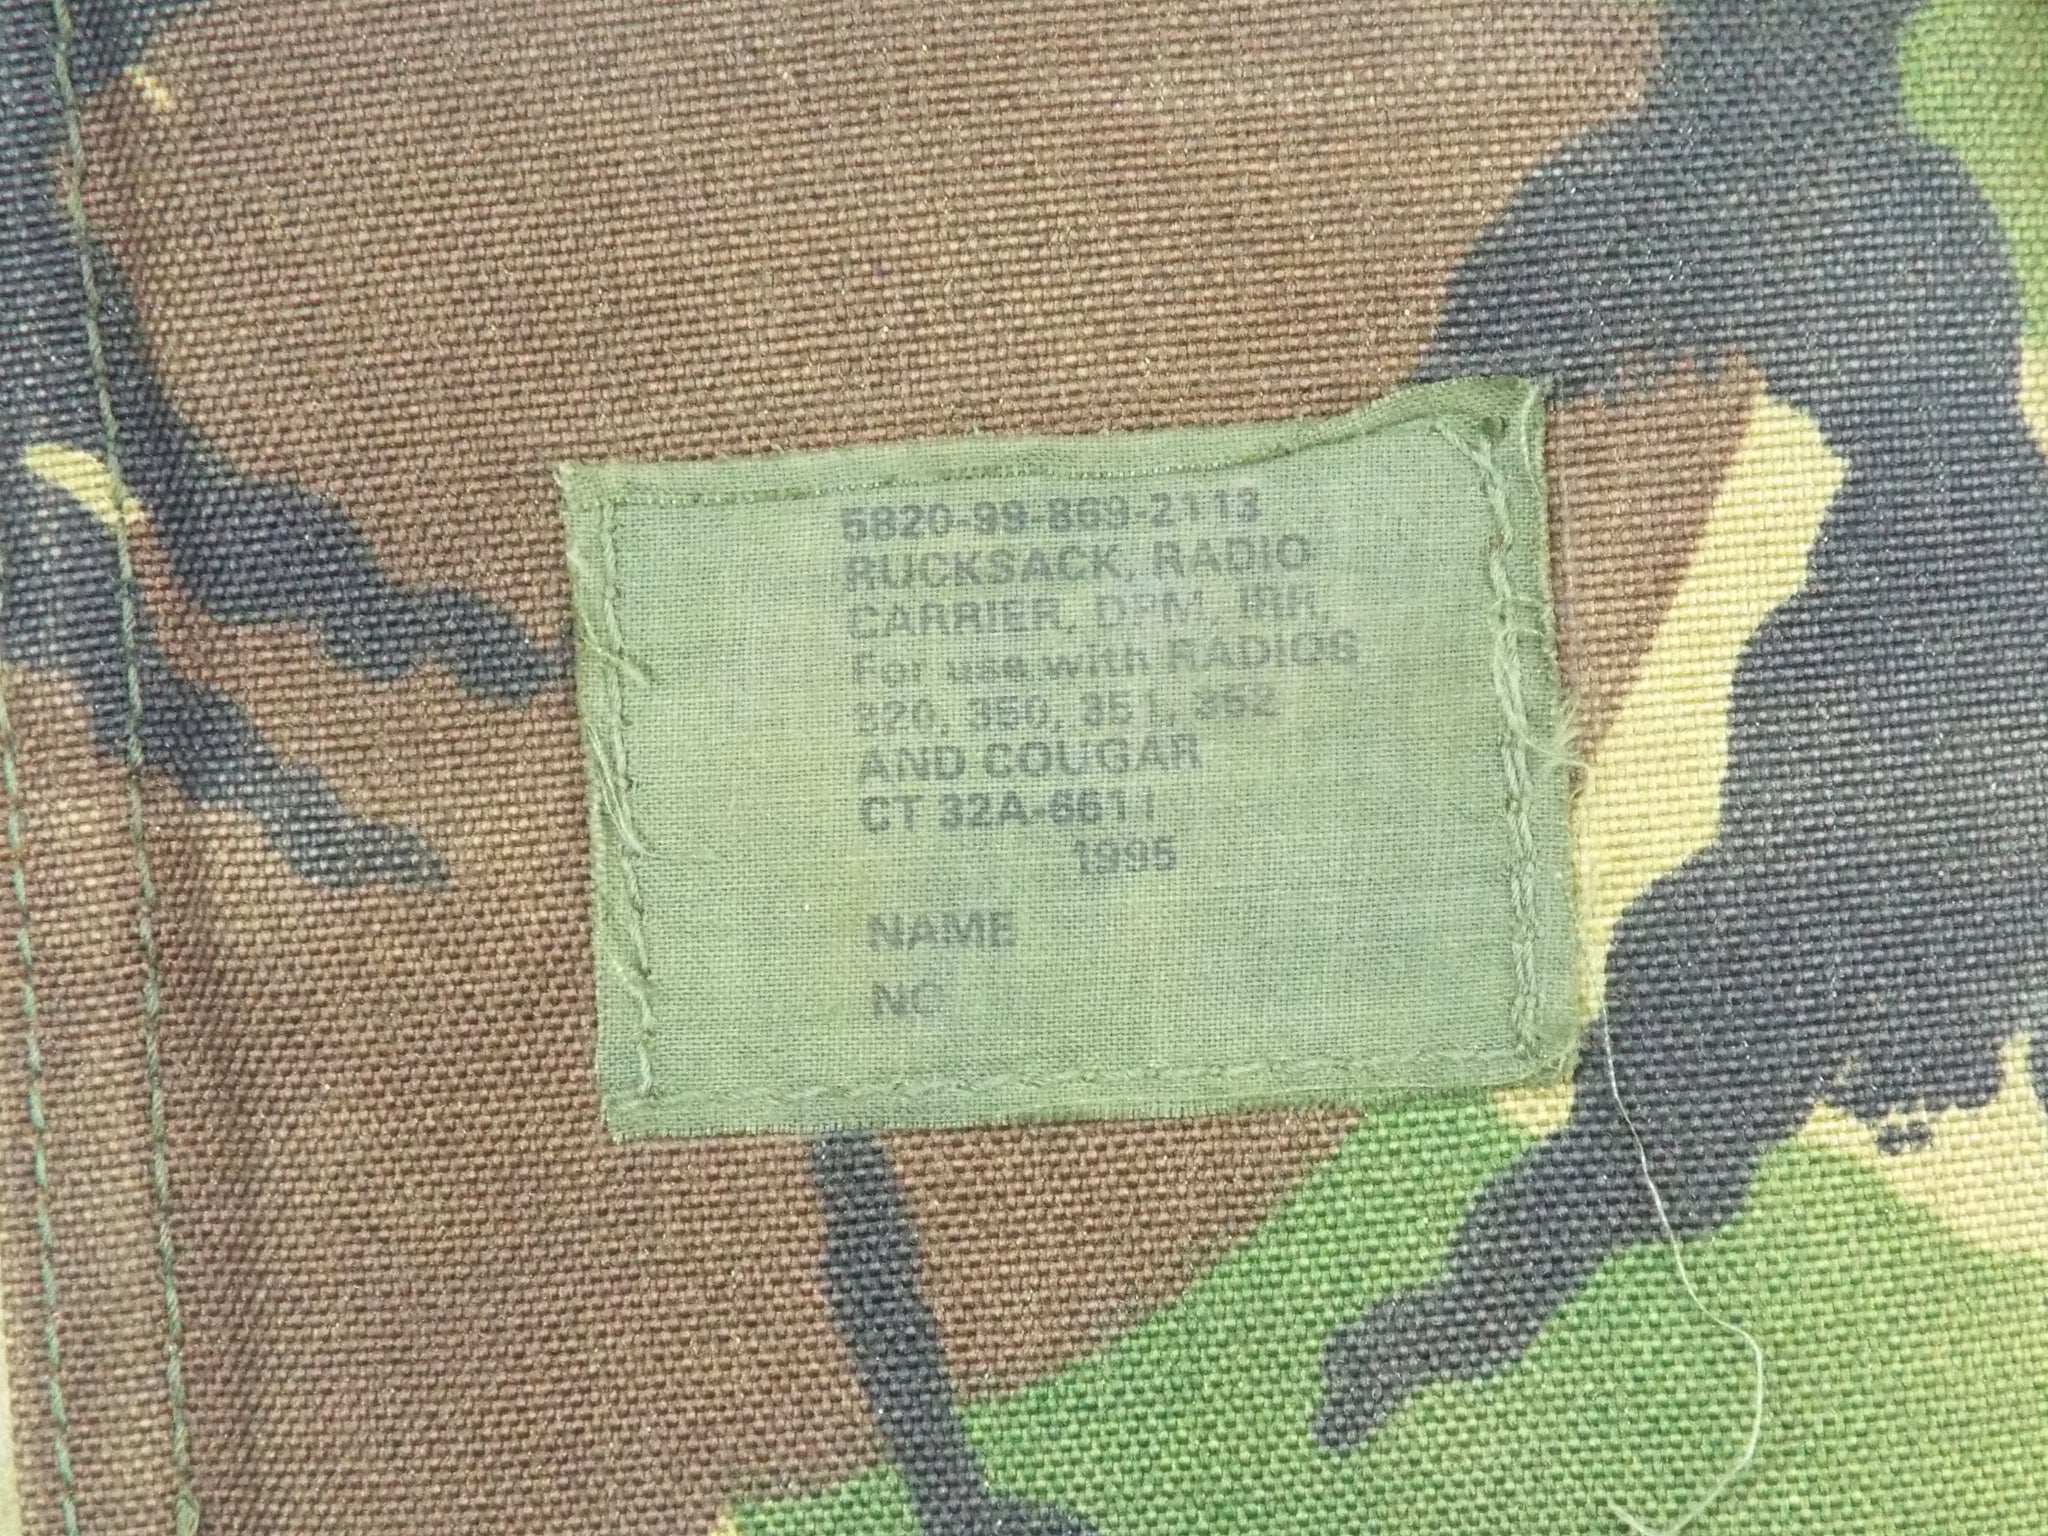 5820-99-869-2113
RUCKSACK, RADIO
CARRIER, DPM, IRR,
For use with RADIOS
320, 350, 351, 352
AND COUGAR
CT 32A-6611
1995
NAME
NO